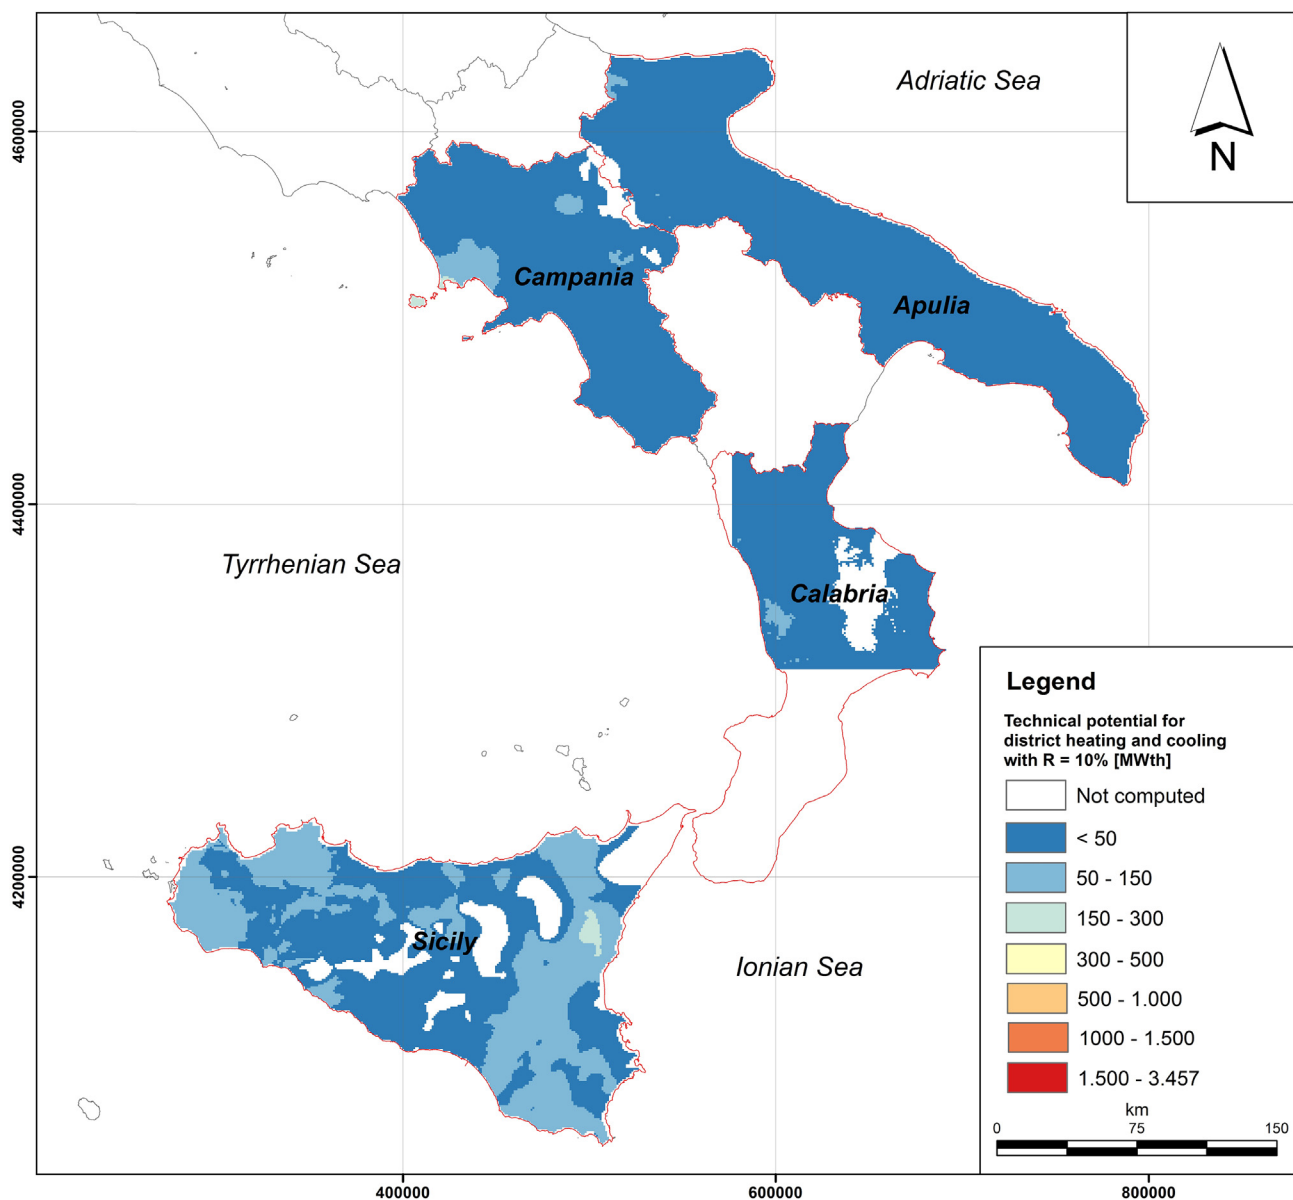 Adriatic Sea
N
4600000
Campania
Apulia
4400000
Tyrrhenian Sea
Calabria
4200000
Sicily
Ionian Sea
Legend
Technical potential for
district heating and cooling
with R = 10% [MWth]
Not computed
< 50
50 - 150
150 - 300
300 - 500
500 - 1.000
1000 - 1.500
1.500 - 3.457
km
0 75 150
400000 600000 800000